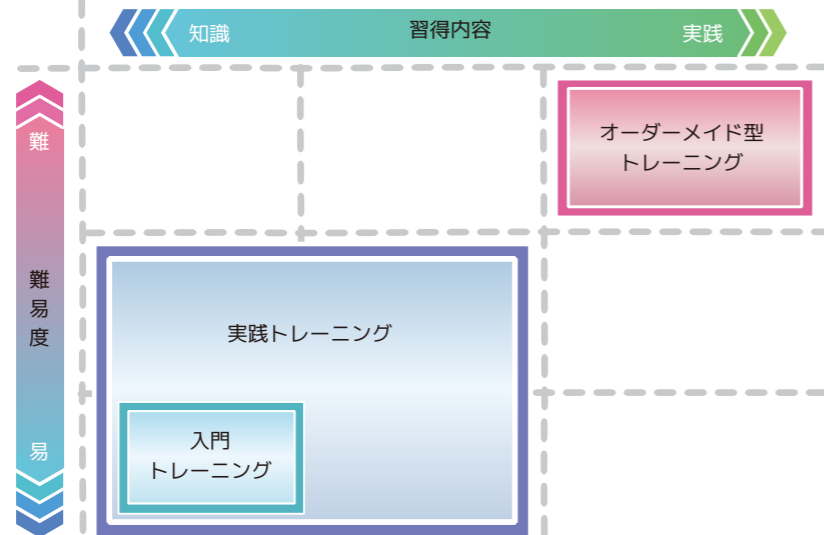 知識 習得内容 実践
難
難易度
易
オーダーメイド型
トレーニング
実践トレーニング
入門
トレーニング